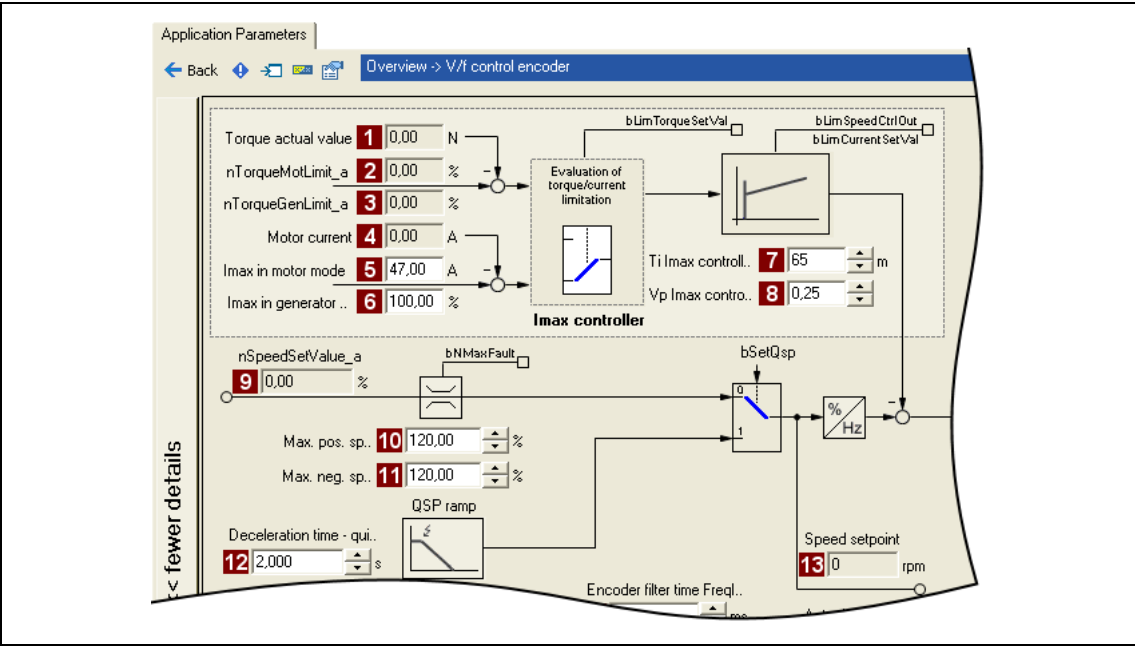 Application Parameters
Back
Overview -> V/f control encoder
bLimTorqueSetVal
bLimSpeedCtrlOut
bLimCurrentSetVal
Torque actual value 1 0,00 N
nTorqueMotLimit_a 2 0,00 %
nTorqueGenLimit_a 3 0,00 %
Motor current 4 0,00 A
Imax in motor mode 5 47,00 A
Imax in generator .. 6 100,00 %
Evaluation of
torque/current
limitation
Ti Imax controll.. 7 65 m
Vp Imax contro.. 8 0,25
Imax controller
nSpeedSetValue_a
9 0,00 %
bNMaxFault
bSetQsp
0
1
%
Hz
Max. pos. sp.. 10 120,00 %
Max. neg. sp.. 11 120,00 %
QSP ramp
Deceleration time - qui..
12 2,000 s
Speed setpoint
13 0 rpm
Encoder filter time Freql..
<< fewer details